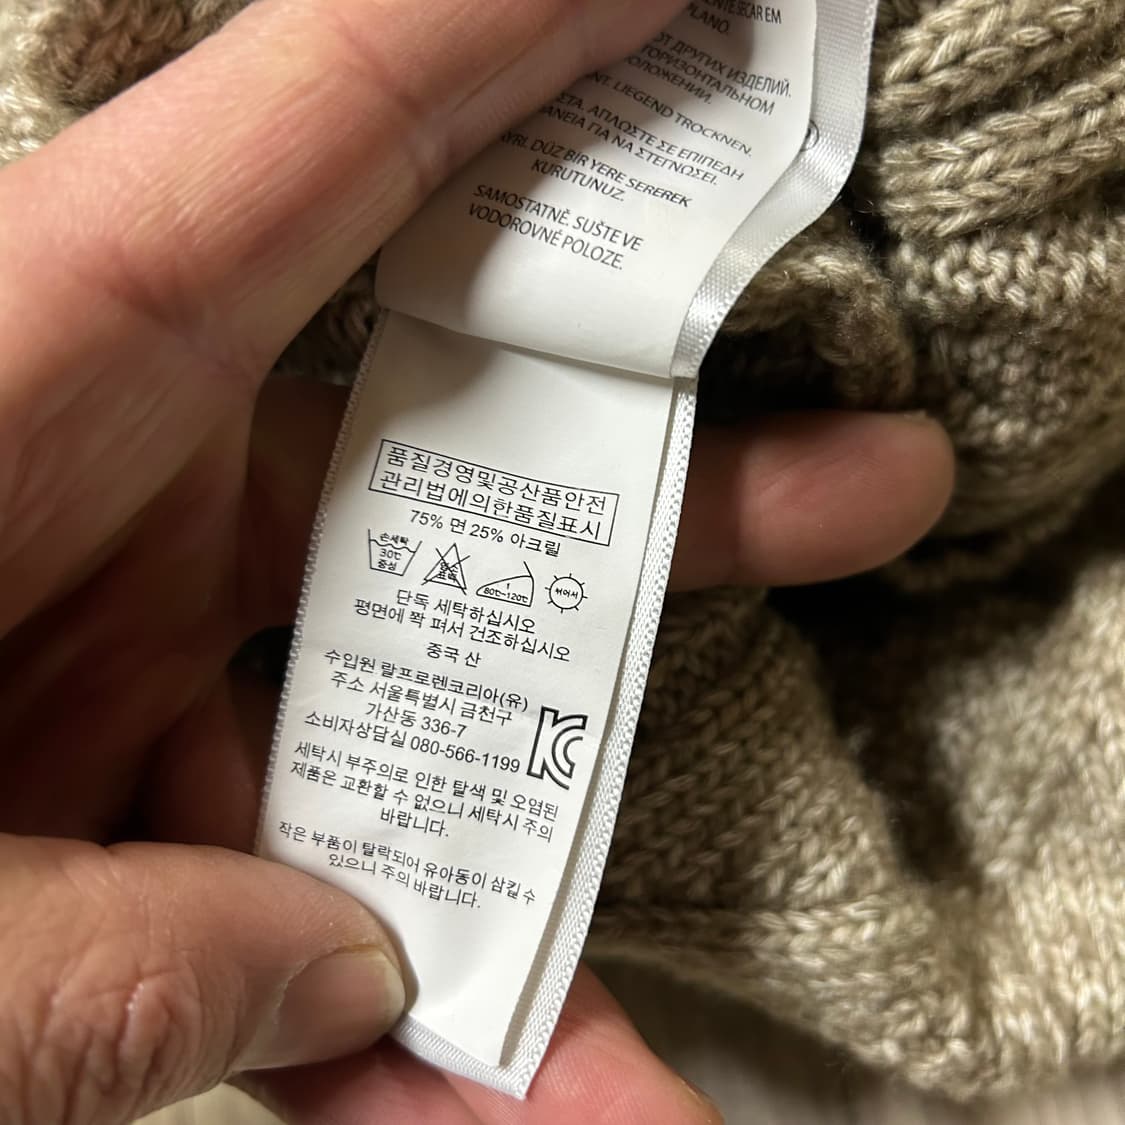 SECAR EM
PLANO.
ДРУГИХ ИЗДЕЛИЙ.
LIEGEND TROCKNEN.
ΑΠΛΩΣΤΕ ΣΕ ΕΠΙΠΕΔΗ
ΓΙΑ ΝΑ ΣΤΕΓΝΩΣΕΙ.
DÜZ BIR YERE SEREREK
KURUTUNUZ.
SAMOSTATNĚ. SUŠTE VE
VODOROVNÉ POLOZE.
품질경영및공산품안전
관리법에의한품질표시
75% 면 25% 아크릴
손세탁
30℃
중성
염소
표백
80℃~120℃
뉘어서
단독 세탁하십시오
평면에 쫙 펴서 건조하십시오
중국 산
수입원 랄프로렌코리아(유)
주소 서울특별시 금천구
가산동 336-7
소비자상담실 080-566-1199
KC
세탁시 부주의로 인한 탈색 및 오염된
제품은 교환할 수 없으니 세탁시 주의
바랍니다.
작은 부품이 탈락되어 유아동이 삼킬 수
있으니 주의 바랍니다.